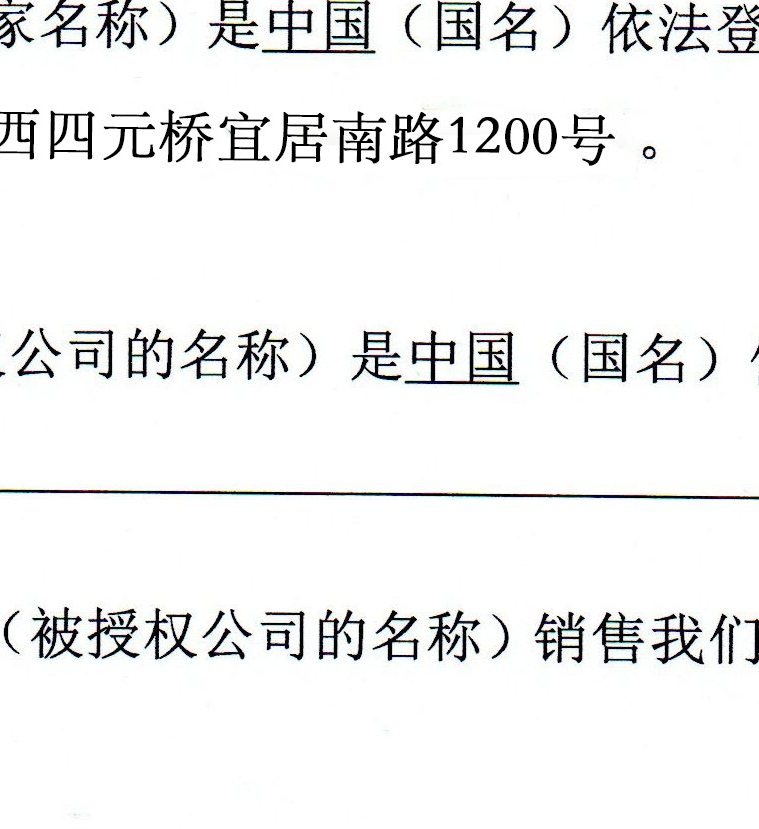 家名称）是中国（国名）依法登
西四元桥宜居南路1200号。
公司的名称）是中国（国名）
（被授权公司的名称）销售我们